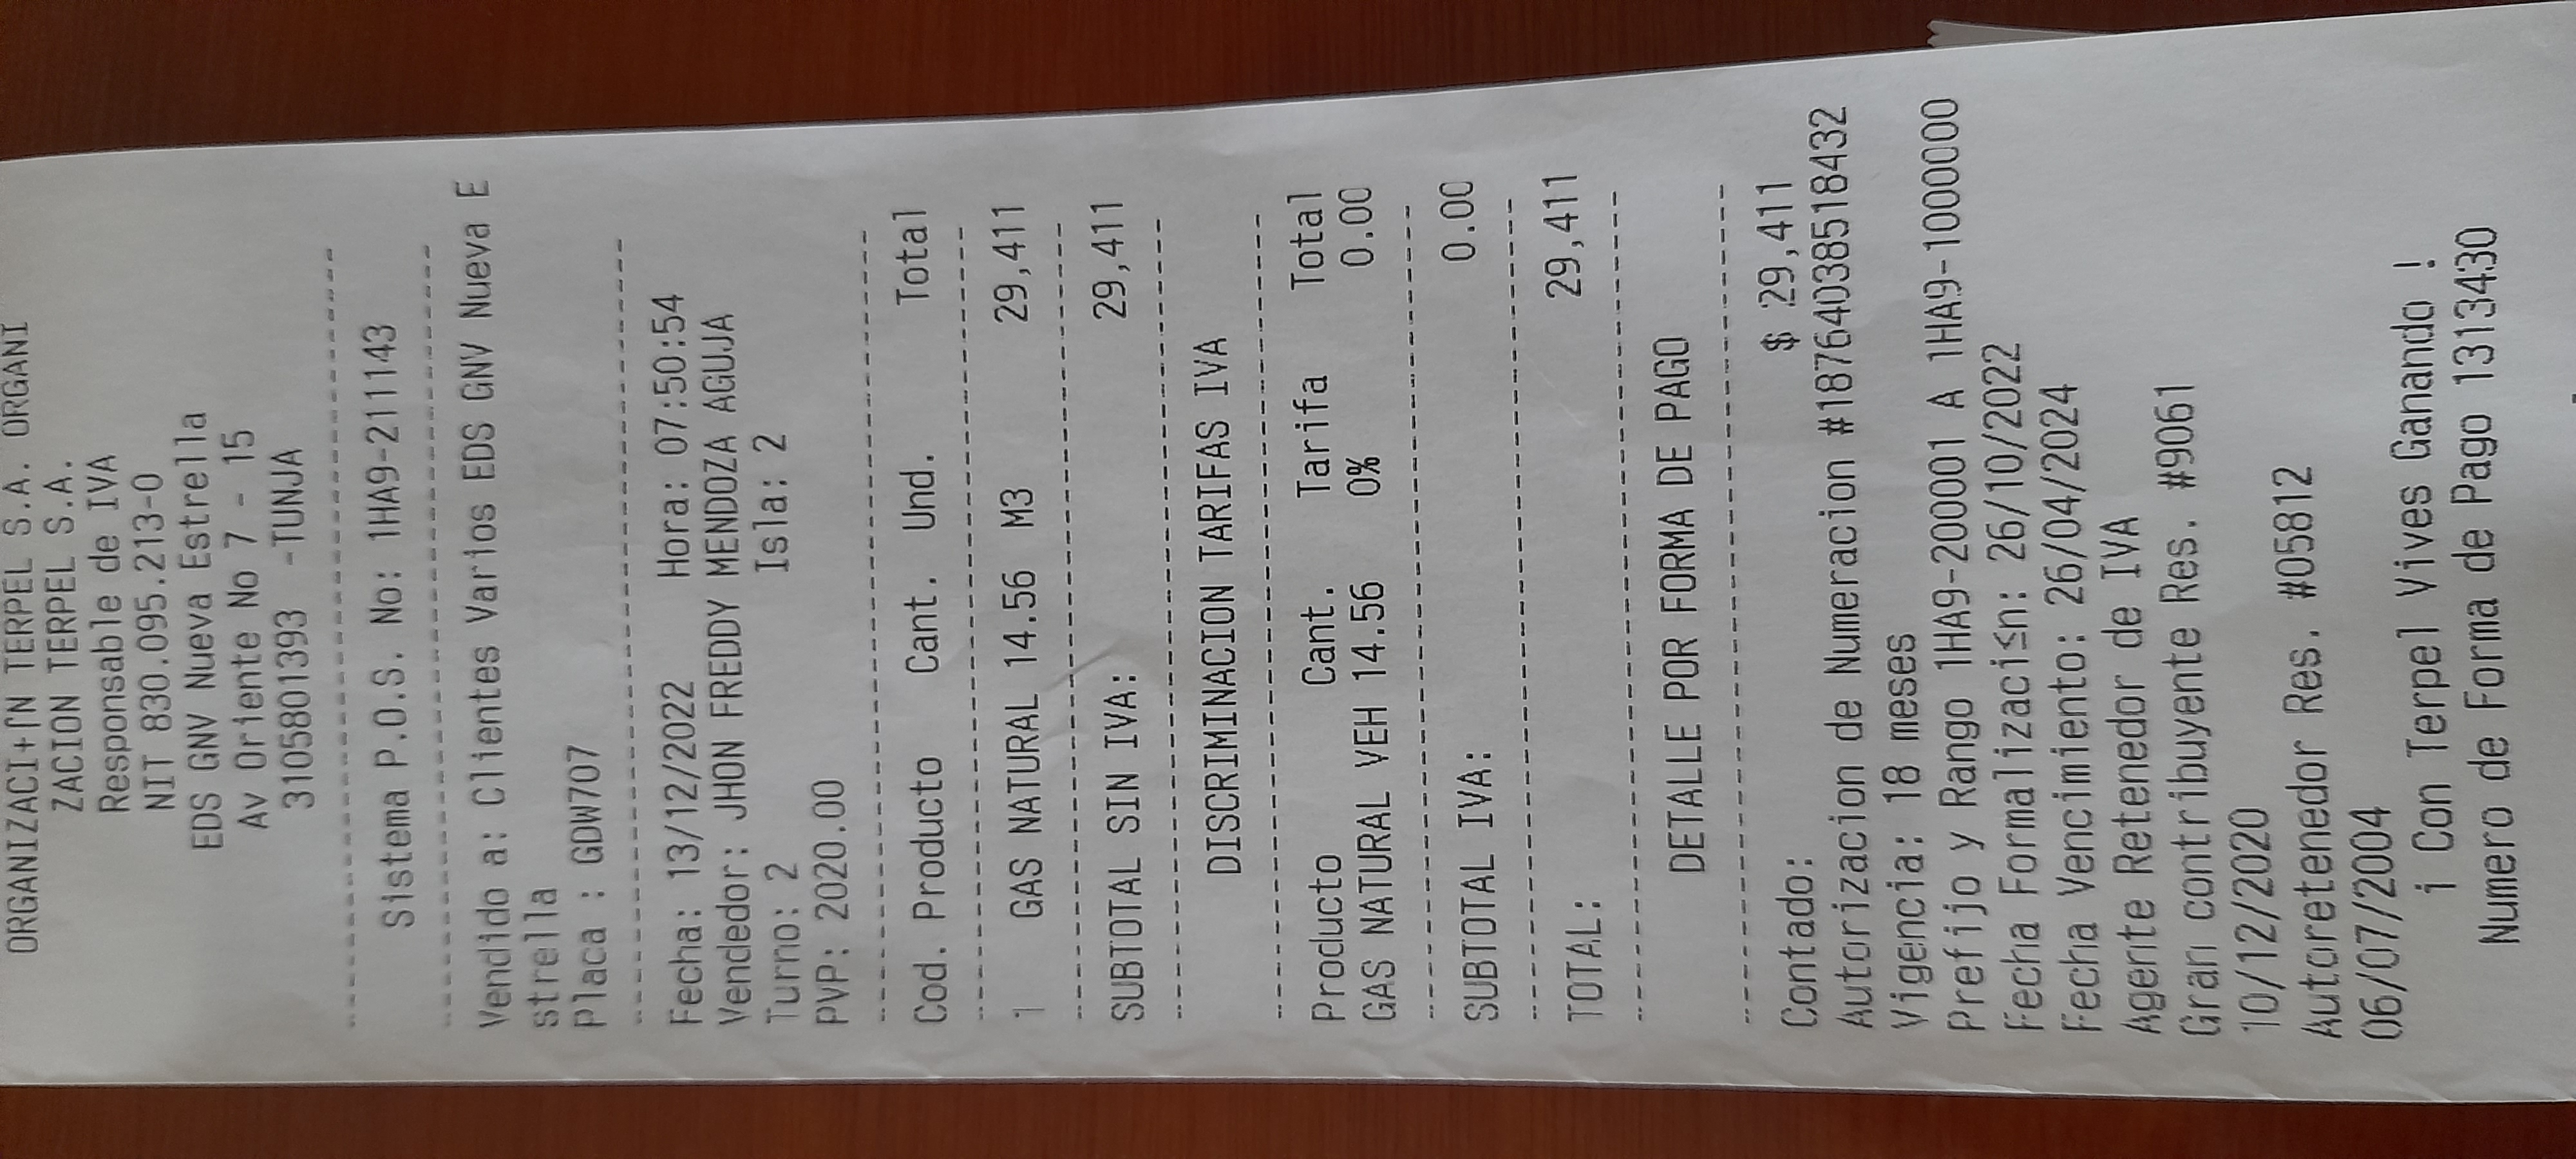 ORGANIZACI+ſN TERPEL S.A. ORGANI
ZACION TERPEL S.A.
Responsable de IVA
NIT 830.095.213-0
EDS GNV Nueva Estrella
Av Oriente No 7 - 15
3105801393 -TUNJA
Sistema P.O.S. No: 1HA9-211143
Vendido a: Clientes Varios EDS GNV Nueva E
strella
Placa : GDW707
Fecha: 13/12/2022 Hora: 07:50:54
Vendedor: JHON FREDDY MENDOZA AGUJA
Turno: 2 Isla: 2
PVP: 2020.00
Cod. Producto Cant. Und. Total
1 GAS NATURAL 14.56 M3 29,411
SUBTOTAL SIN IVA: 29,411
DISCRIMINACION TARIFAS IVA
Producto Cant. Tarifa Total
GAS NATURAL VEH 14.56 0% 0.00
SUBTOTAL IVA: 0.00
TOTAL: 29,411
DETALLE POR FORMA DE PAGO
Contado: $ 29,411
Autorizacion de Numeracion #18764038518432
Vigencia: 18 meses
Prefijo y Rango 1HA9-200001 A 1HA9-1000000
Fecha Formalizaci≤n: 26/10/2022
Fecha Vencimiento: 26/04/2024
Agente Retenedor de IVA
Gran contribuyente Res. #9061
10/12/2020
Autoretenedor Res. #05812
06/07/2004
¡ Con Terpel Vives Ganando !
Numero de Forma de Pago 1313430